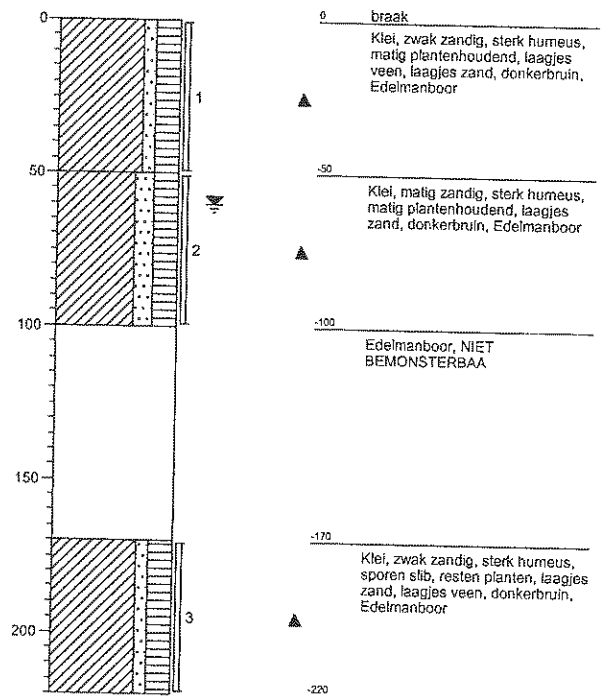 0
50
100
150
200
1
2
3
0 braak
Klei, zwak zandig, sterk humeus,
matig plantenhoudend, laagjes
veen, laagjes zand, donkerbruin,
Edelmanboor
-50
Klei, matig zandig, sterk humeus,
matig plantenhoudend, laagjes
zand, donkerbruin, Edelmanboor
-100
Edelmanboor, NIET
BEMONSTERBAA
-170
Klei, zwak zandig, sterk humeus,
sporen slib, resten planten, laagjes
zand, laagjes veen, donkerbruin,
Edelmanboor
-220